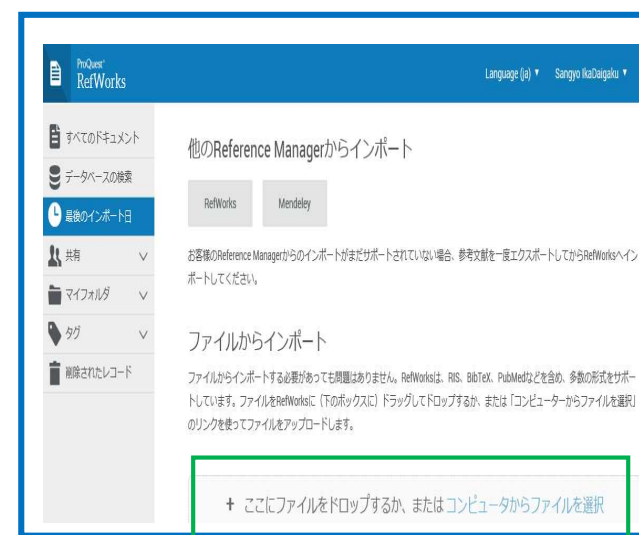 ProQuest®
RefWorks
Language (ja) ▼ Sangyo IkaDaigaku ▼
すべてのドキュメント
データベースの検索
最後のインポート日
共有
マイフォルダ
タグ
削除されたレコード
他のReference Managerからインポート
RefWorks Mendeley
お客様のReference Managerからのインポートがまだサポートされていない場合、参考文献を一度エクスポートしてからRefWorksへイン
ポートしてください。
ファイルからインポート
ファイルからインポートする必要があっても問題はありません。RefWorksは、RIS、BibTeX、PubMedなどを含め、多数の形式をサポー
トしています。ファイルをRefWorksに（下のボックスに）ドラッグしてドロップするか、または「コンピューターからファイルを選択」
のリンクを使ってファイルをアップロードします。
+ ここにファイルをドロップするか、またはコンピュータからファイルを選択